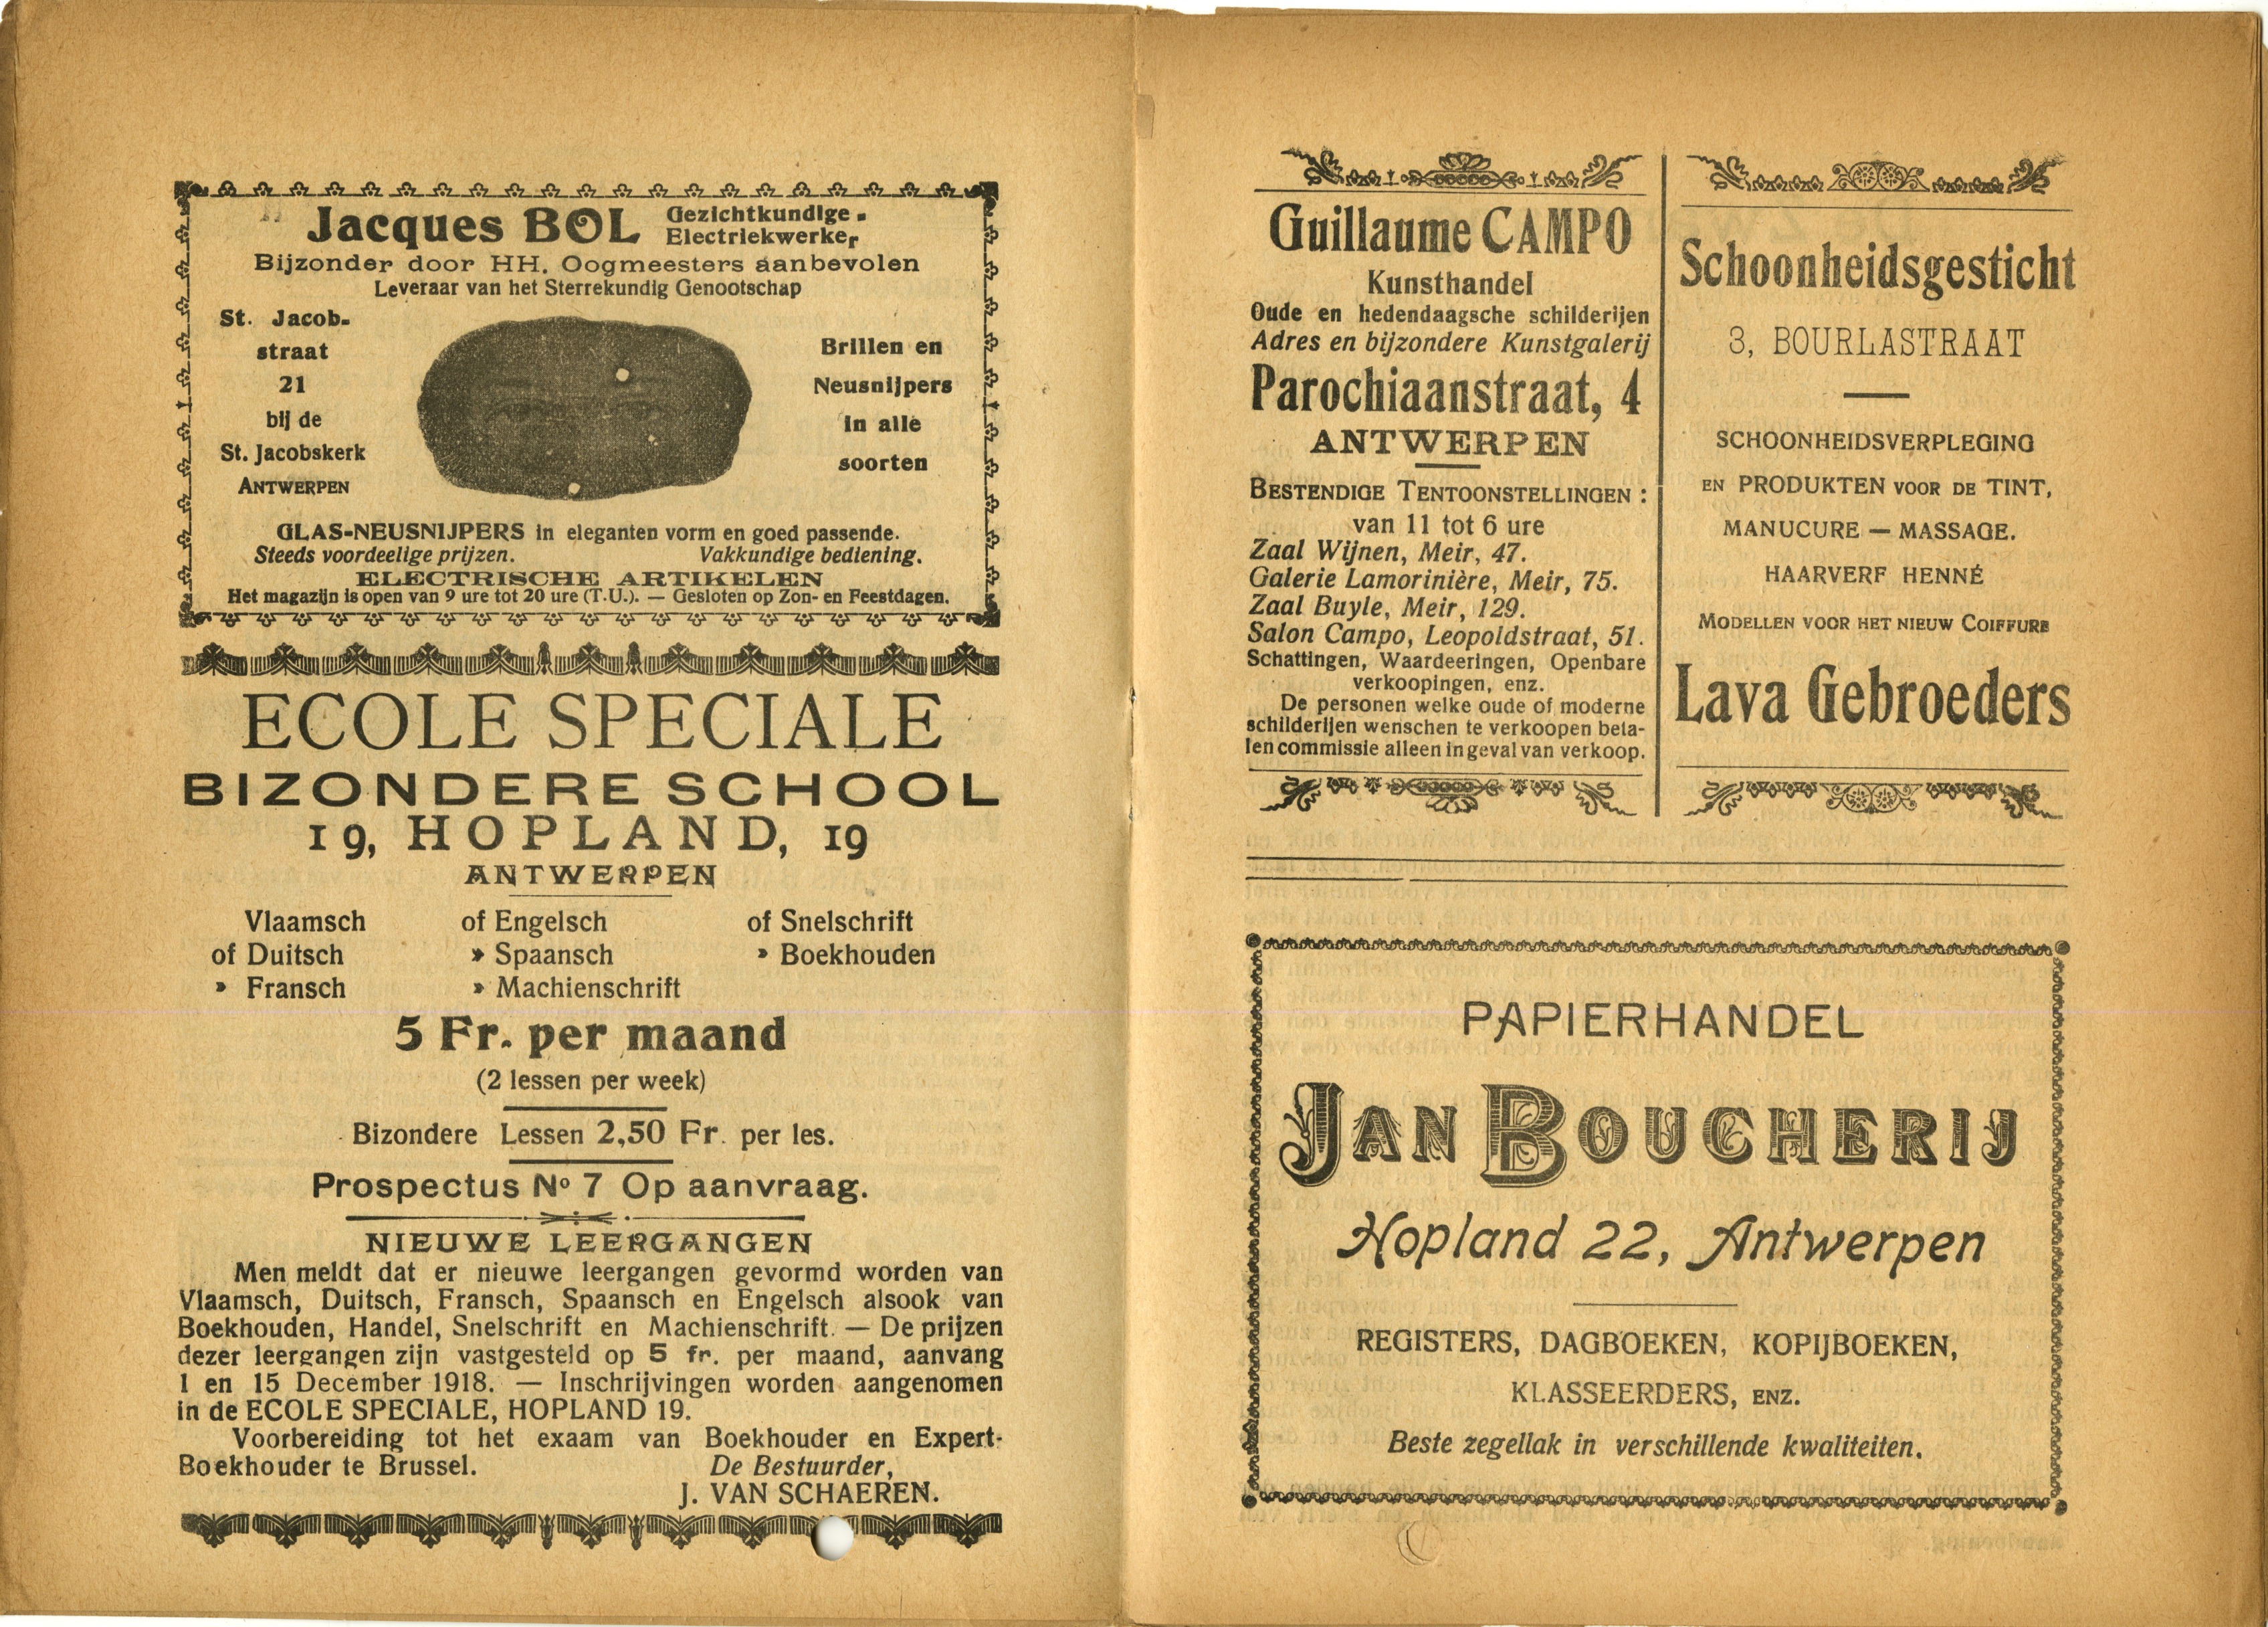 Jacques BOL
Gezichtkundige -
Electriekwerker
Bijzonder door HH. Oogmeesters aanbevolen
Leveraar van het Sterrekundig Genootschap
St. Jacob-
straat
21
bij de
St. Jacobskerk
ANTWERPEN
Brillen en
Neusnijpers
in alle
soorten
GLAS-NEUSNIJPERS in eleganten vorm en goed passende.
Steeds voordeelige prijzen. Vakkundige bediening.
ELECTRISCHE ARTIKELEN
Het magazijn is open van 9 ure tot 20 ure (T.U.). — Gesloten op Zon- en Feestdagen.
ECOLE SPECIALE
BIZONDERE SCHOOL
19, HOPLAND, 19
ANTWERPEN
Vlaamsch of Engelsch of Snelschrift
of Duitsch » Spaansch » Boekhouden
» Fransch » Machienschrift
5 Fr. per maand
(2 lessen per week)
Bizondere Lessen 2,50 Fr. per les.
Prospectus No 7 Op aanvraag.
NIEUWE LEERGANGEN
Men meldt dat er nieuwe leergangen gevormd worden van
Vlaamsch, Duitsch, Fransch, Spaansch en Engelsch alsook van
Boekhouden, Handel, Snelschrift en Machienschrift. — De prijzen
dezer leergangen zijn vastgesteld op 5 fr. per maand, aanvang
1 en 15 December 1918. — Inschrijvingen worden aangenomen
in de ECOLE SPECIALE, HOPLAND 19.
Voorbereiding tot het exaam van Boekhouder en Expert-
Boekhouder te Brussel. De Bestuurder,
J. VAN SCHAEREN.
Guillaume CAMPO
Kunsthandel
Oude en hedendaagsche schilderijen
Adres en bijzondere Kunstgalerij
Parochiaanstraat, 4
ANTWERPEN
BESTENDIGE TENTOONSTELLINGEN :
van 11 tot 6 ure
Zaal Wijnen, Meir, 47.
Galerie Lamorinière, Meir, 75.
Zaal Buyle, Meir, 129.
Salon Campo, Leopoldstraat, 51.
Schattingen, Waardeeringen, Openbare
verkoopingen, enz.
De personen welke oude of moderne
schilderijen wenschen te verkoopen beta-
len commissie alleen in geval van verkoop.
Schoonheidsgesticht
3, BOURLASTRAAT
SCHOONHEIDSVERPLEGING
EN PRODUKTEN VOOR DE TINT,
MANUCURE — MASSAGE.
HAARVERF HENNÉ
MODELLEN VOOR HET NIEUW COIFFURE
Lava Gebroeders
PAPIERHANDEL
JAN BOUCHERIJ
Hopland 22, Antwerpen
REGISTERS, DAGBOEKEN, KOPIJBOEKEN,
KLASSEERDERS, ENZ.
Beste zegellak in verschillende kwaliteiten.